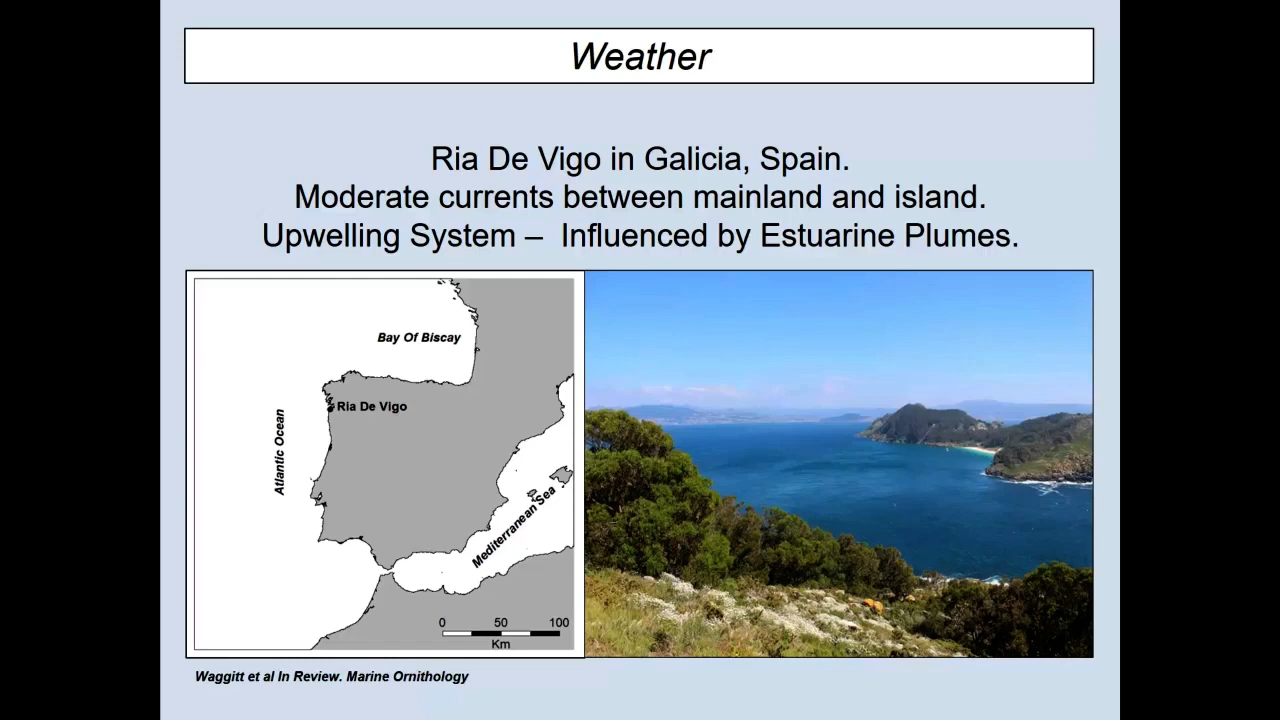 Weather
Ria De Vigo in Galicia, Spain.
Moderate currents between mainland and island.
Upwelling System – Influenced by Estuarine Plumes.
Bay Of Biscay
Ria De Vigo
Atlantic Ocean
Mediterranean Sea
0 50 100
Km
Waggitt et al In Review. Marine Ornithology